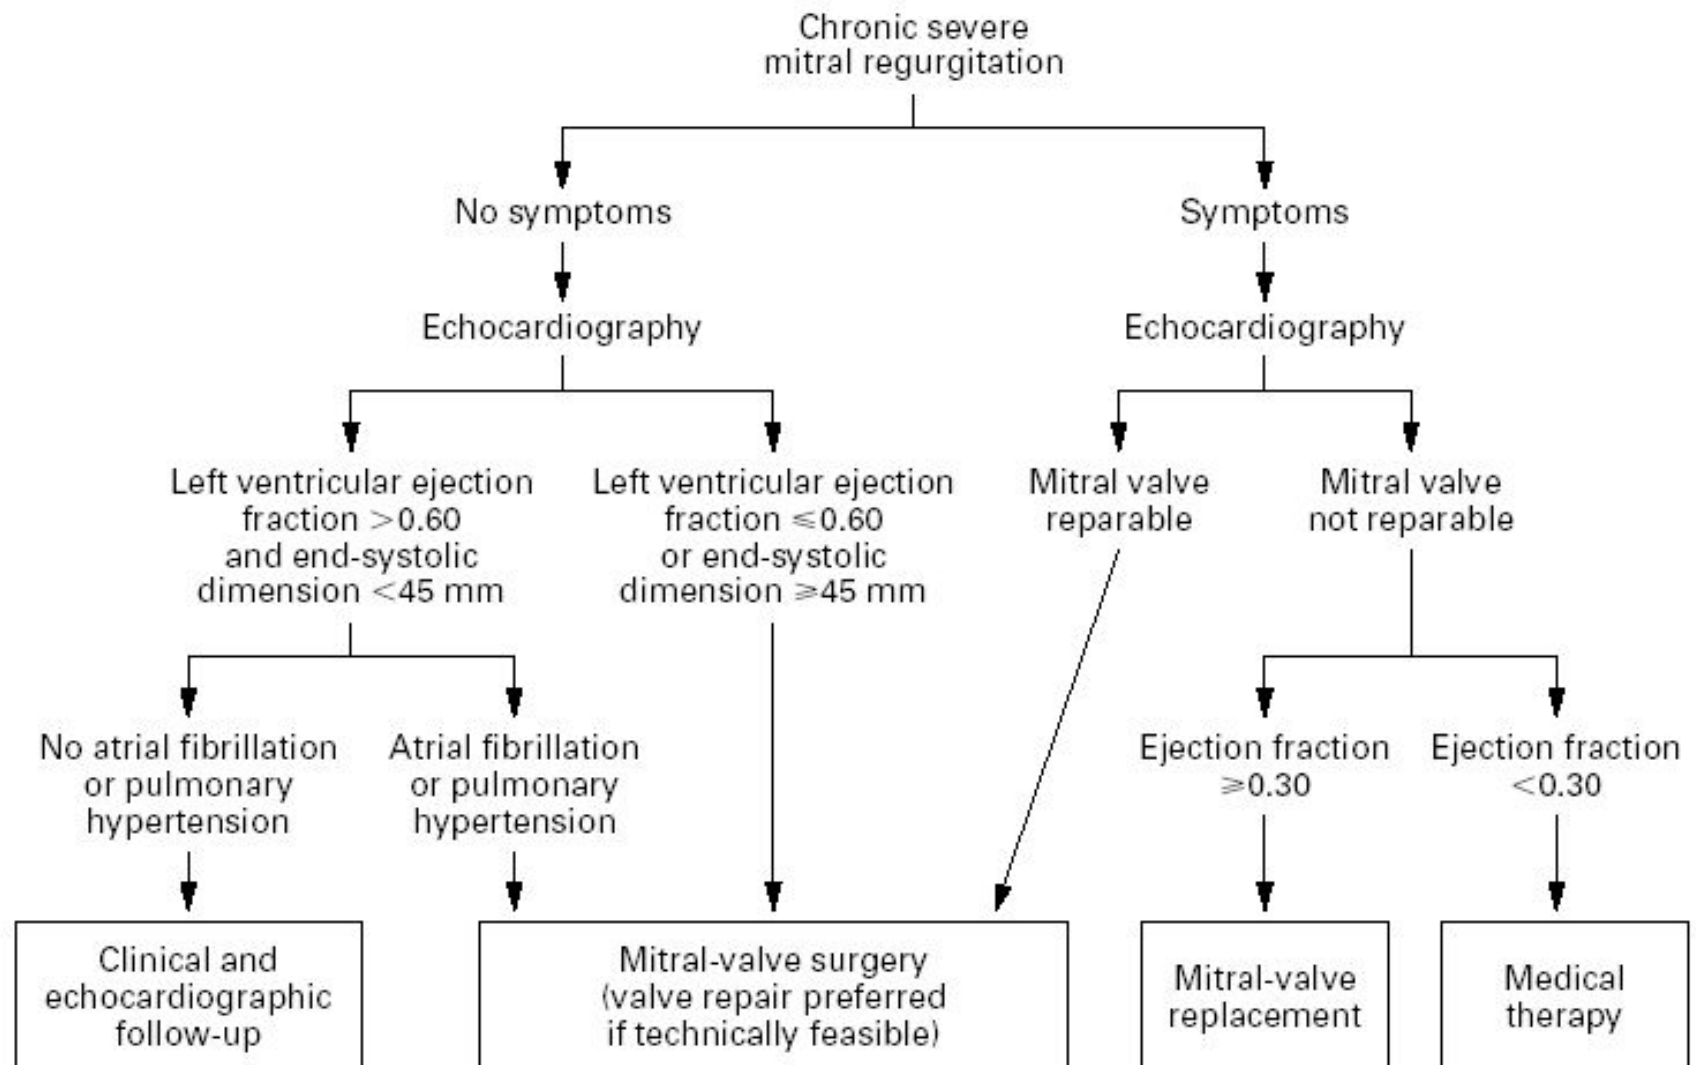 Chronic severe
mitral regurgitation
No symptoms
Symptoms
Echocardiography
Echocardiography
Left ventricular ejection
fraction >0.60
and end-systolic
dimension <45 mm
Left ventricular ejection
fraction ⩽0.60
or end-systolic
dimension ⩾45 mm
Mitral valve
reparable
Mitral valve
not reparable
No atrial fibrillation
or pulmonary
hypertension
Atrial fibrillation
or pulmonary
hypertension
Ejection fraction
⩾0.30
Ejection fraction
<0.30
Clinical and
echocardiographic
follow-up
Mitral-valve surgery
(valve repair preferred
if technically feasible)
Mitral-valve
replacement
Medical
therapy